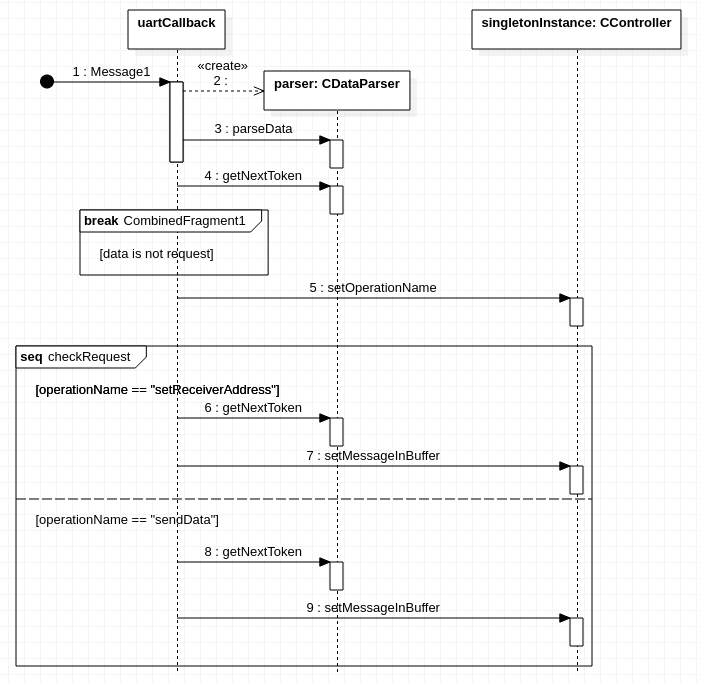 uartCallback
singletonInstance: CController
1 : Message1
«create»
2 :
parser: CDataParser
3 : parseData
4 : getNextToken
break CombinedFragment1
[data is not request]
5 : setOperationName
seq checkRequest
[operationName == "setReceiverAddress"]
6 : getNextToken
7 : setMessageInBuffer
[operationName == "sendData"]
8 : getNextToken
9 : setMessageInBuffer